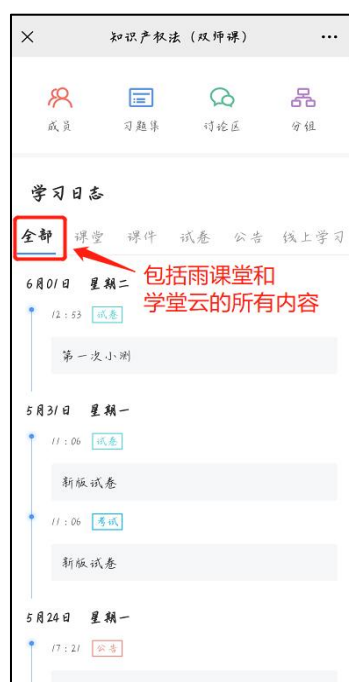 知识产权法（双师课）
成员 习题集 讨论区 分组
学习日志
全部 课堂 课件 试卷 公告 线上学习
包括雨课堂和
学堂云的所有内容
6月01日 星期二
12:53 试卷
第一次小测
5月31日 星期一
11:06 试卷
新版试卷
11:06 考试
新版试卷
5月24日 星期一
17:21 公告